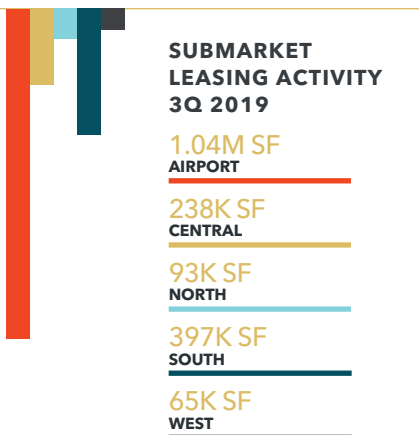 SUBMARKET
LEASING ACTIVITY
3Q 2019
1.04M SF
AIRPORT
238K SF
CENTRAL
93K SF
NORTH
397K SF
SOUTH
65K SF
WEST